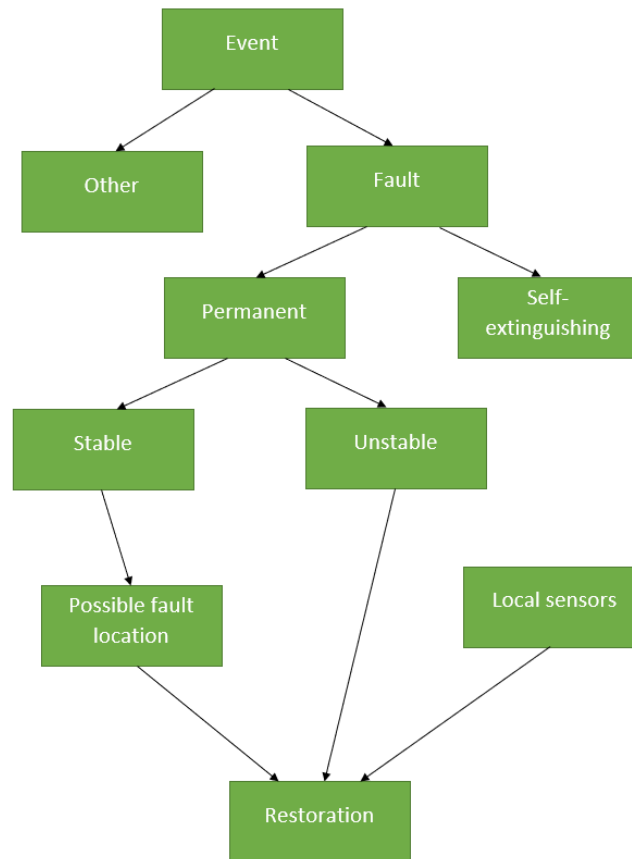 Event
Other
Fault
Permanent
Self-
extinguishing
Stable
Unstable
Possible fault
location
Local sensors
Restoration